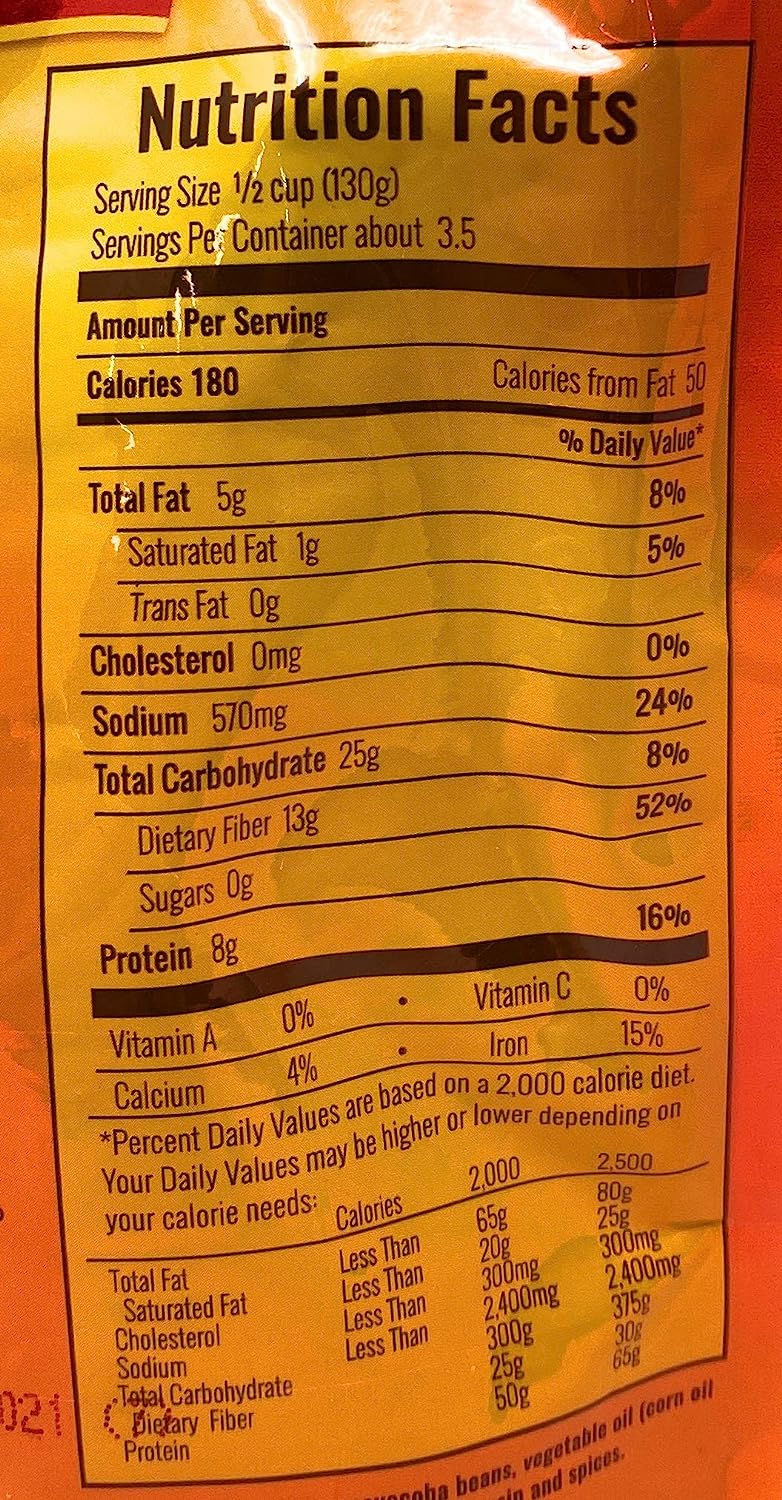 Nutrition Facts
Serving Size 1/2 cup (130g)
Servings Per Container about 3.5
Amount Per Serving
Calories 180 Calories from Fat 50
% Daily Value*
Total Fat 5g 8%
Saturated Fat 1g 5%
Trans Fat 0g
Cholesterol 0mg 0%
Sodium 570mg 24%
Total Carbohydrate 25g 8%
Dietary Fiber 13g 52%
Sugars 0g
Protein 8g 16%
Vitamin A 0% • Vitamin C 0%
Calcium 4% • Iron 15%
*Percent Daily Values are based on a 2,000 calorie diet.
Your Daily Values may be higher or lower depending on
your calorie needs:
Calories 2,000 2,500
Total Fat Less Than 65g 80g
Saturated Fat Less Than 20g 25g
Cholesterol Less Than 300mg 300mg
Sodium Less Than 2,400mg 2,400mg
Total Carbohydrate 300g 375g
Dietary Fiber 25g 30g
Protein 50g 65g
021
beans, vegetable oil (corn oil
and spices.